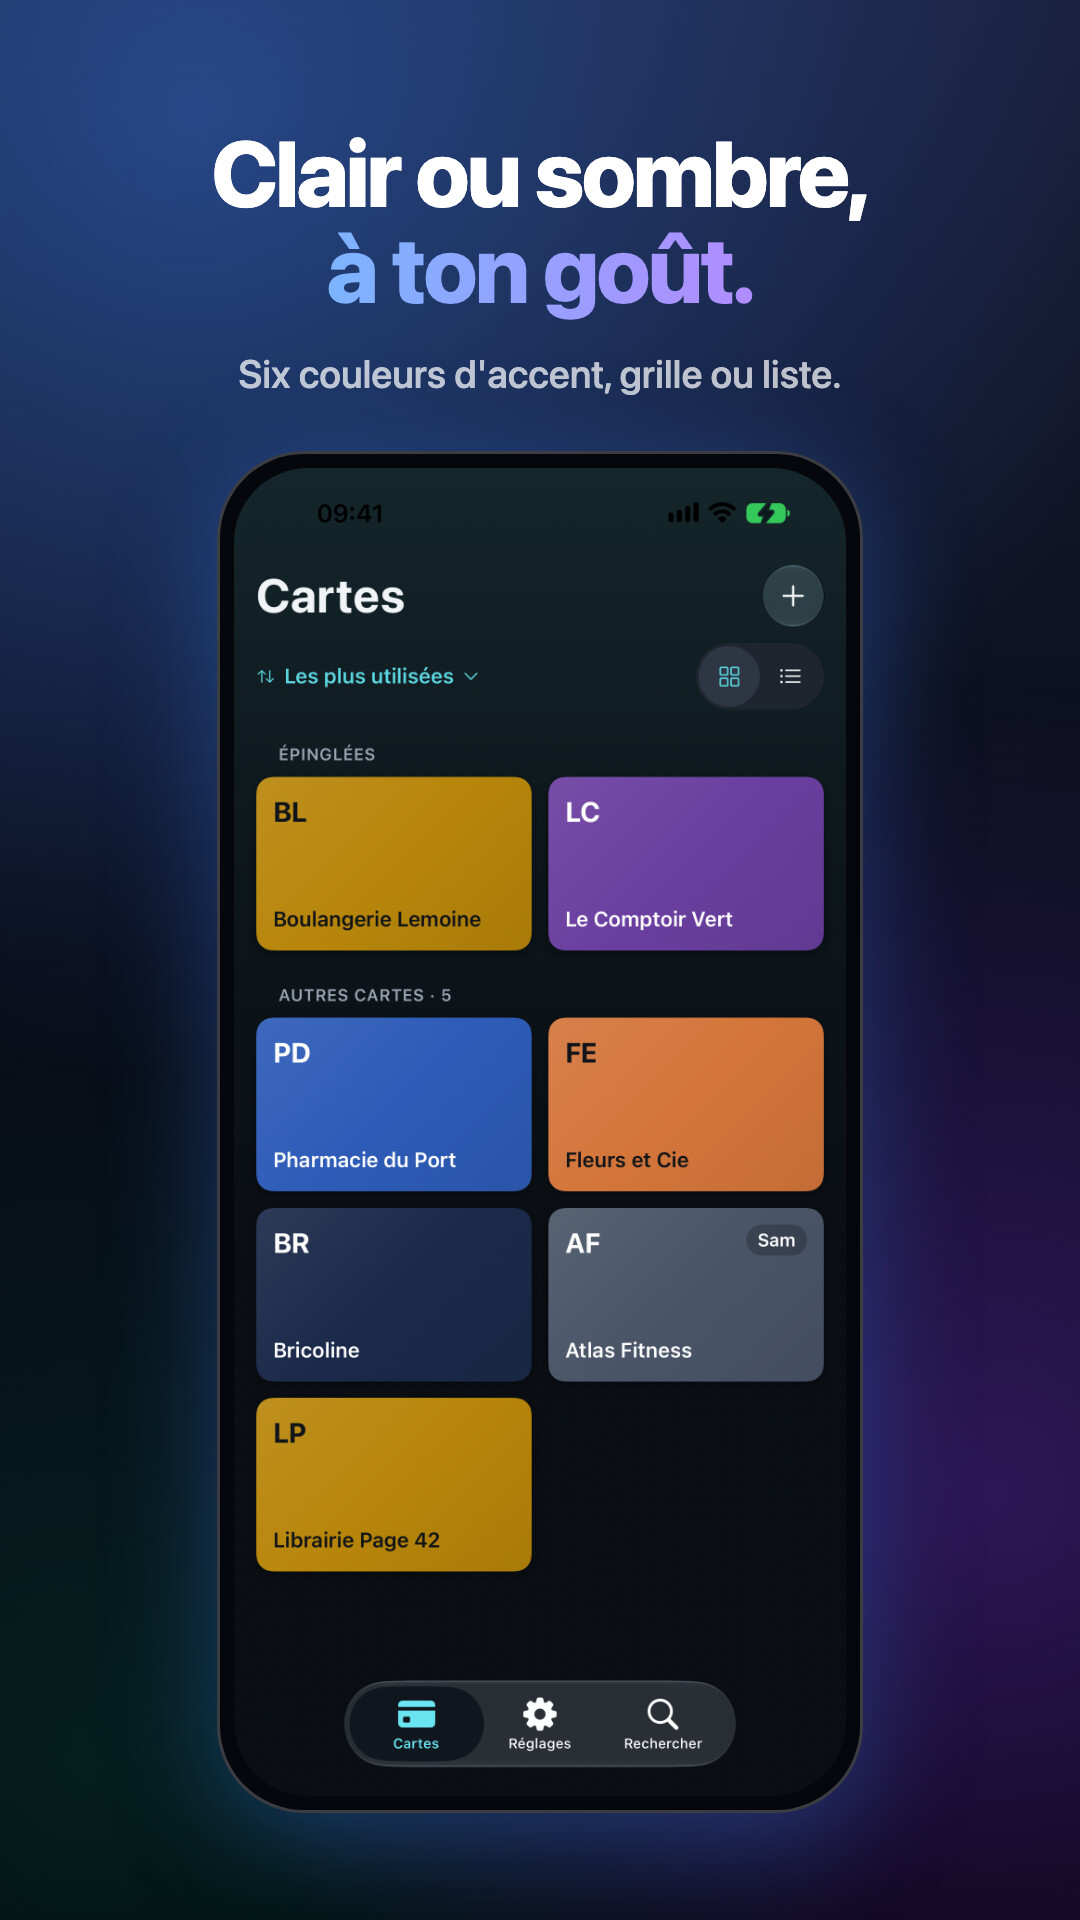 Clair ou sombre,
à ton goût.
Six couleurs d'accent, grille ou liste.
09:41
Cartes
Les plus utilisées
ÉPINGLÉES
BL
Boulangerie Lemoine
LC
Le Comptoir Vert
AUTRES CARTES · 5
PD
Pharmacie du Port
FE
Fleurs et Cie
BR
Bricoline
AF
Sam
Atlas Fitness
LP
Librairie Page 42
Cartes
Réglages
Rechercher